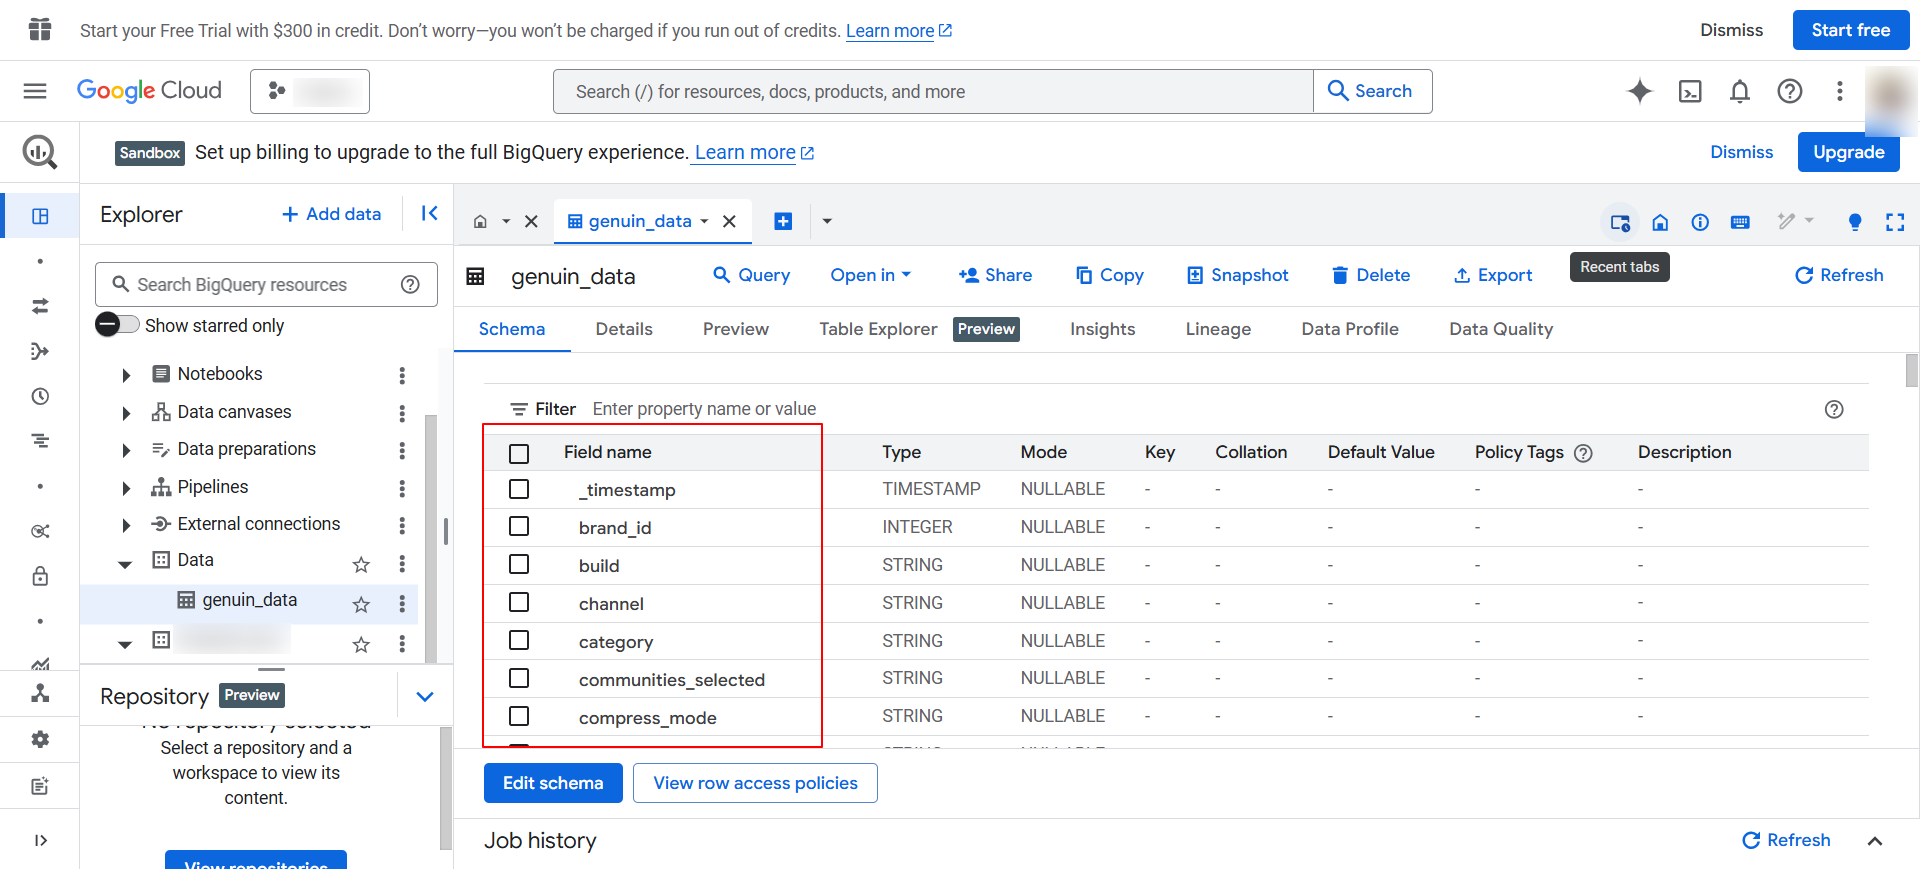 Start your Free Trial with $300 in credit. Don't worry—you won't be charged if you run out of credits. Learn more
Dismiss
Start free
Google Cloud
Search (/) for resources, docs, products, and more
Search
Sandbox
Set up billing to upgrade to the full BigQuery experience. Learn more
Dismiss
Upgrade
Explorer
+ Add data
Search BigQuery resources
Show starred only
Notebooks
Data canvases
Data preparations
Pipelines
External connections
Data
genuin_data
Repository
Preview
No repository selected
Select a repository and a
workspace to view its
content.
View repositories
genuin_data
genuin_data
Query
Open in
Share
Copy
Snapshot
Delete
Export
Recent tabs
Refresh
Schema
Details
Preview
Table Explorer
Preview
Insights
Lineage
Data Profile
Data Quality
Filter
Enter property name or value
Field name Type Mode Key Collation Default Value Policy Tags Description
_timestamp TIMESTAMP NULLABLE - - - - -
brand_id INTEGER NULLABLE - - - - -
build STRING NULLABLE - - - - -
channel STRING NULLABLE - - - - -
category STRING NULLABLE - - - - -
communities_selected STRING NULLABLE - - - - -
compress_mode STRING NULLABLE - - - - -
Edit schema
View row access policies
Job history
Refresh